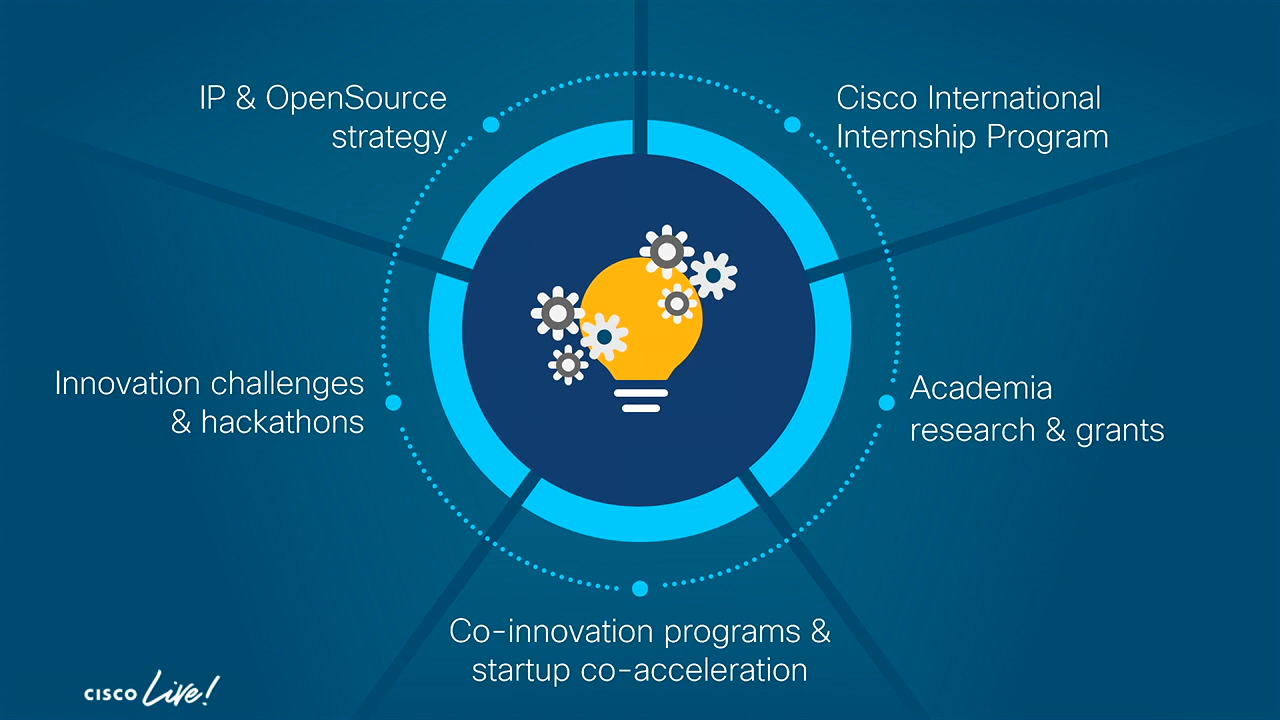 IP & OpenSource
strategy
Cisco International
Internship Program
Innovation challenges
& hackathons
Academia
research & grants
Co-innovation programs &
startup co-acceleration
CISCO Live!